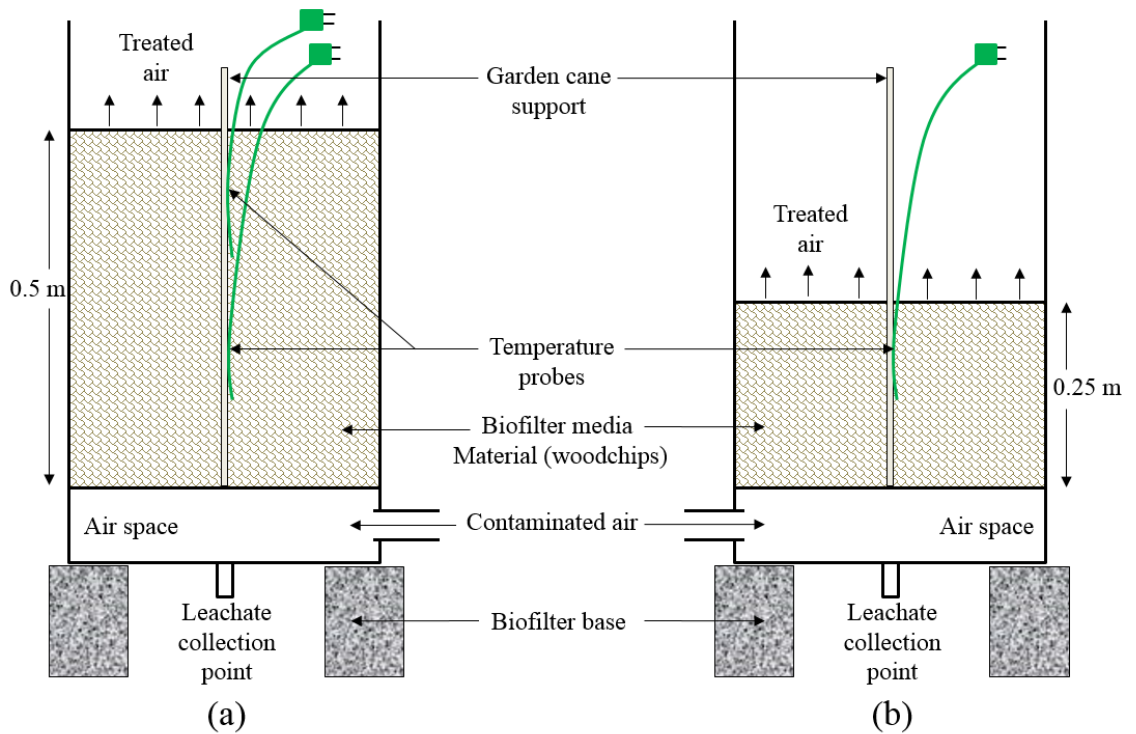 Treated
air
Garden cane
support
Treated
air
0.5 m
Temperature
probes
0.25 m
Biofilter media
Material (woodchips)
Air space
Contaminated air
Air space
Leachate
collection
point
Biofilter base
Leachate
collection
point
(a)
(b)